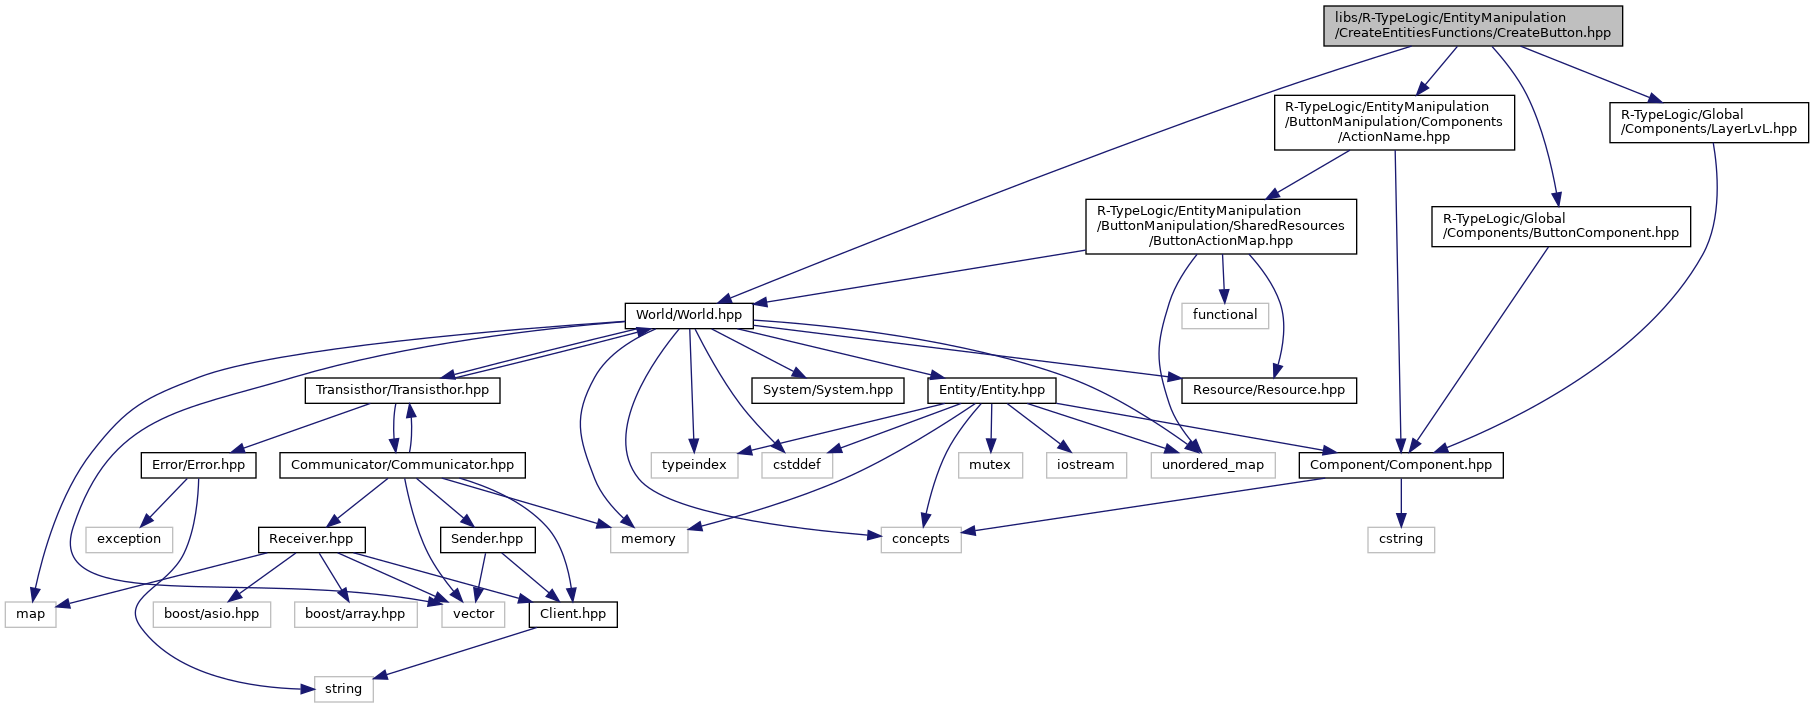 libs/R-TypeLogic/EntityManipulation
/CreateEntitiesFunctions/CreateButton.hpp
R-TypeLogic/EntityManipulation
/ButtonManipulation/Components
/ActionName.hpp
R-TypeLogic/Global
/Components/LayerLvL.hpp
R-TypeLogic/EntityManipulation
/ButtonManipulation/SharedResources
/ButtonActionMap.hpp
R-TypeLogic/Global
/Components/ButtonComponent.hpp
World/World.hpp
functional
Transisthor/Transisthor.hpp
System/System.hpp
Entity/Entity.hpp
Resource/Resource.hpp
Error/Error.hpp
Communicator/Communicator.hpp
typeindex
cstddef
mutex
iostream
unordered_map
Component/Component.hpp
exception
Receiver.hpp
Sender.hpp
memory
concepts
cstring
map
boost/asio.hpp
boost/array.hpp
vector
Client.hpp
string